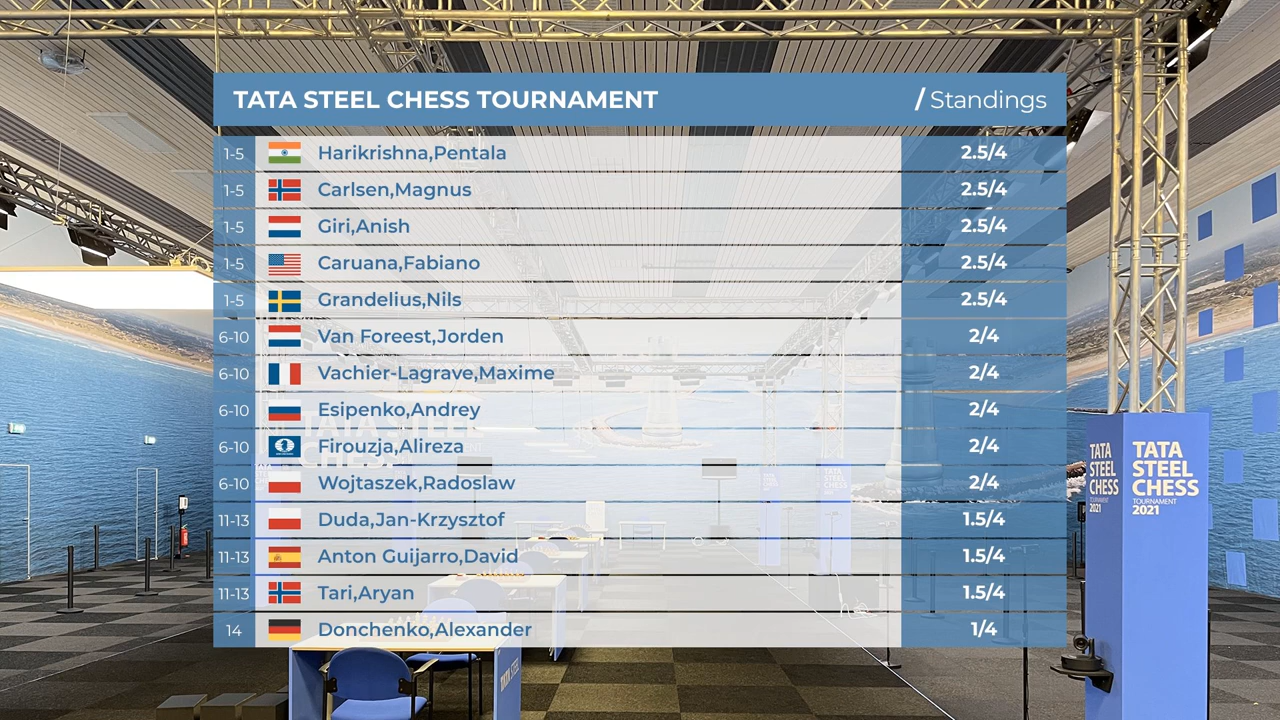 TATA STEEL CHESS TOURNAMENT / Standings
1-5 Harikrishna,Pentala 2.5/4
1-5 Carlsen,Magnus 2.5/4
1-5 Giri,Anish 2.5/4
1-5 Caruana,Fabiano 2.5/4
1-5 Grandelius,Nils 2.5/4
6-10 Van Foreest,Jorden 2/4
6-10 Vachier-Lagrave,Maxime 2/4
6-10 Esipenko,Andrey 2/4
6-10 Firouzja,Alireza 2/4
6-10 Wojtaszek,Radoslaw 2/4
11-13 Duda,Jan-Krzysztof 1.5/4
11-13 Anton Guijarro,David 1.5/4
11-13 Tari,Aryan 1.5/4
14 Donchenko,Alexander 1/4
TATA
STEEL
CHESS
TOURNAMENT
2021
TATA
STEEL
CHESS
TOURNAMENT
2021
TATA STEEL